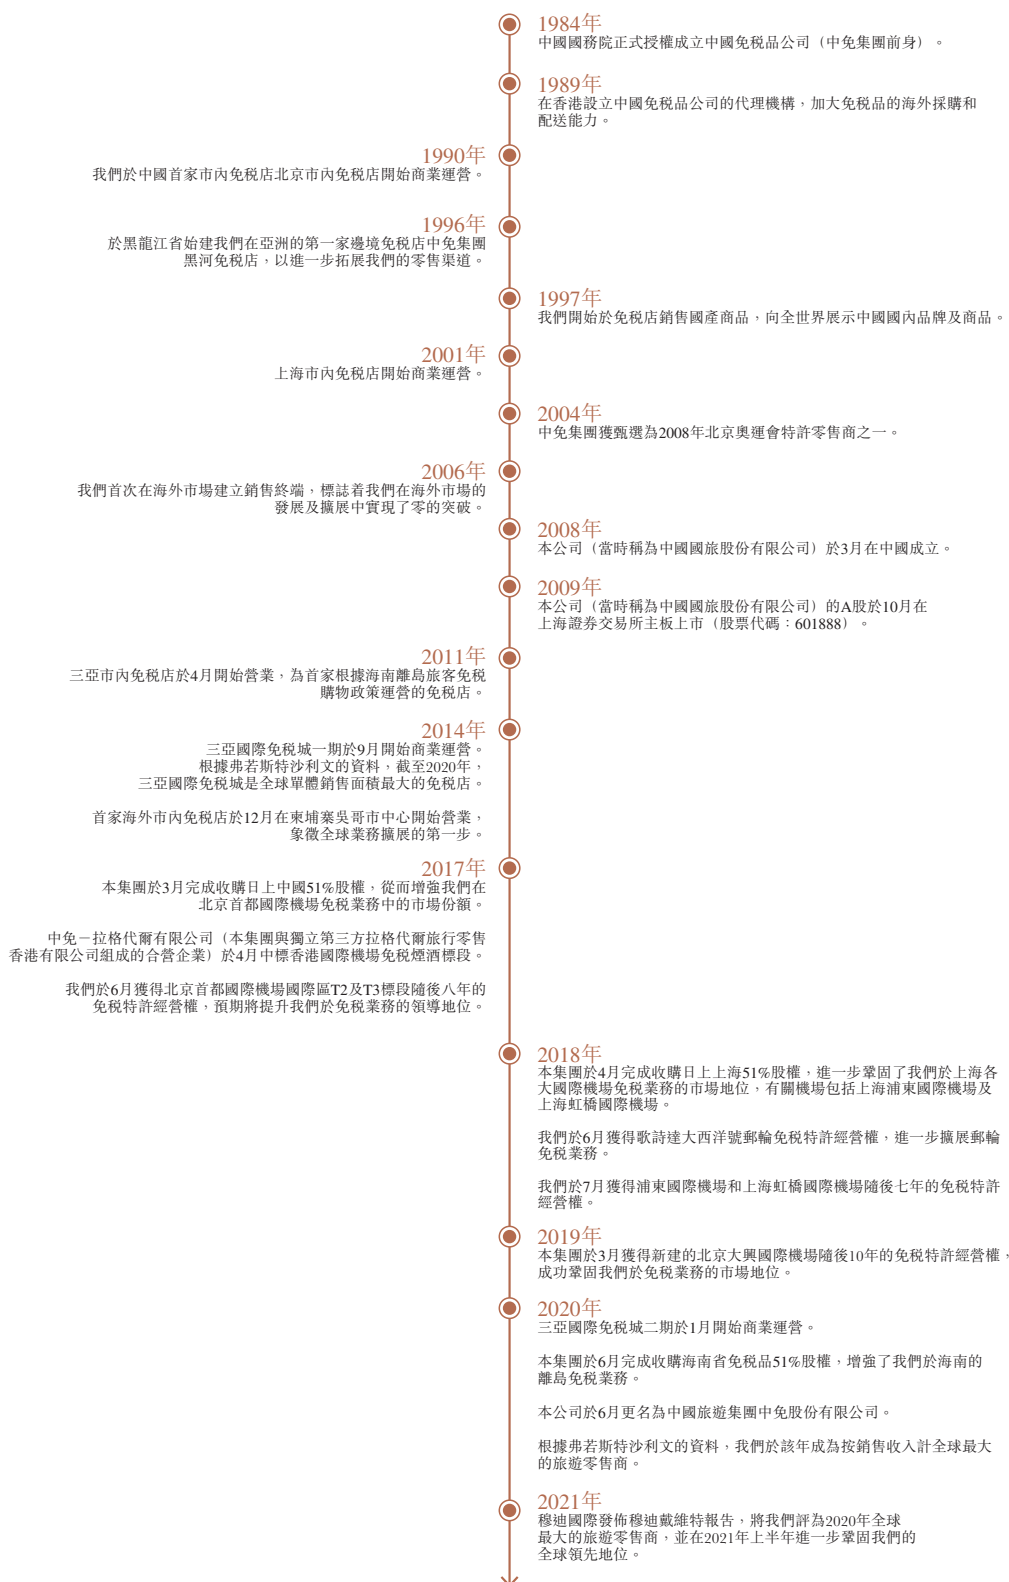 1984年
中國國務院正式授權成立中國免稅品公司（中免集團前身）。
1989年
在香港設立中國免稅品公司的代理機構，加大免稅品的海外採購和
配送能力。
1990年
我們於中國首家市內免稅店北京市內免稅店開始商業運營。
1996年
於黑龍江省始建我們在亞洲的第一家邊境免稅店中免集團
黑河免稅店，以進一步拓展我們的零售渠道。
1997年
我們開始於免稅店銷售國產商品，向全世界展示中國國內品牌及商品。
2001年
上海市內免稅店開始商業運營。
2004年
中免集團獲甄選為2008年北京奧運會特許零售商之一。
2006年
我們首次在海外市場建立銷售終端，標誌着我們在海外市場的
發展及擴展中實現了零的突破。
2008年
本公司（當時稱為中國國旅股份有限公司）於3月在中國成立。
2009年
本公司（當時稱為中國國旅股份有限公司）的A股於10月在
上海證券交易所主板上市（股票代碼：601888）。
2011年
三亞市內免稅店於4月開始營業，為首家根據海南離島旅客免稅
購物政策運營的免稅店。
2014年
三亞國際免稅城一期於9月開始商業運營。
根據弗若斯特沙利文的資料，截至2020年，
三亞國際免稅城是全球單體銷售面積最大的免稅店。
首家海外市內免稅店於12月在柬埔寨吳哥市中心開始營業，
象徵全球業務擴展的第一步。
2017年
本集團於3月完成收購日上中國51%股權，從而增強我們在
北京首都國際機場免稅業務中的市場份額。
中免－拉格代爾有限公司（本集團與獨立第三方拉格代爾旅行零售
香港有限公司組成的合營企業）於4月中標香港國際機場免稅煙酒標段。
我們於6月獲得北京首都國際機場國際區T2及T3標段隨後八年的
免稅特許經營權，預期將提升我們於免稅業務的領導地位。
2018年
本集團於4月完成收購日上上海51%股權，進一步鞏固了我們於上海各
大國際機場免稅業務的市場地位，有關機場包括上海浦東國際機場及
上海虹橋國際機場。
我們於6月獲得歌詩達大西洋號郵輪免稅特許經營權，進一步擴展郵輪
免稅業務。
我們於7月獲得浦東國際機場和上海虹橋國際機場隨後七年的免稅特許
經營權。
2019年
本集團於3月獲得新建的北京大興國際機場隨後10年的免稅特許經營權，
成功鞏固我們於免稅業務的市場地位。
2020年
三亞國際免稅城二期於1月開始商業運營。
本集團於6月完成收購海南省免稅品51%股權，增強了我們於海南的
離島免稅業務。
本公司於6月更名為中國旅遊集團中免股份有限公司。
根據弗若斯特沙利文的資料，我們於該年成為按銷售收入計全球最大
的旅遊零售商。
2021年
穆迪國際發佈穆迪戴維特報告，將我們評為2020年全球
最大的旅遊零售商，並在2021年上半年進一步鞏固我們的
全球領先地位。